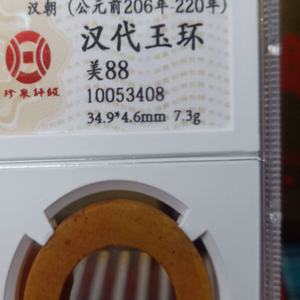 汉朝（公元前206年-220年）
汉代玉环
美88
珍泉评级
10053408
34.9*4.6mm 7.3g